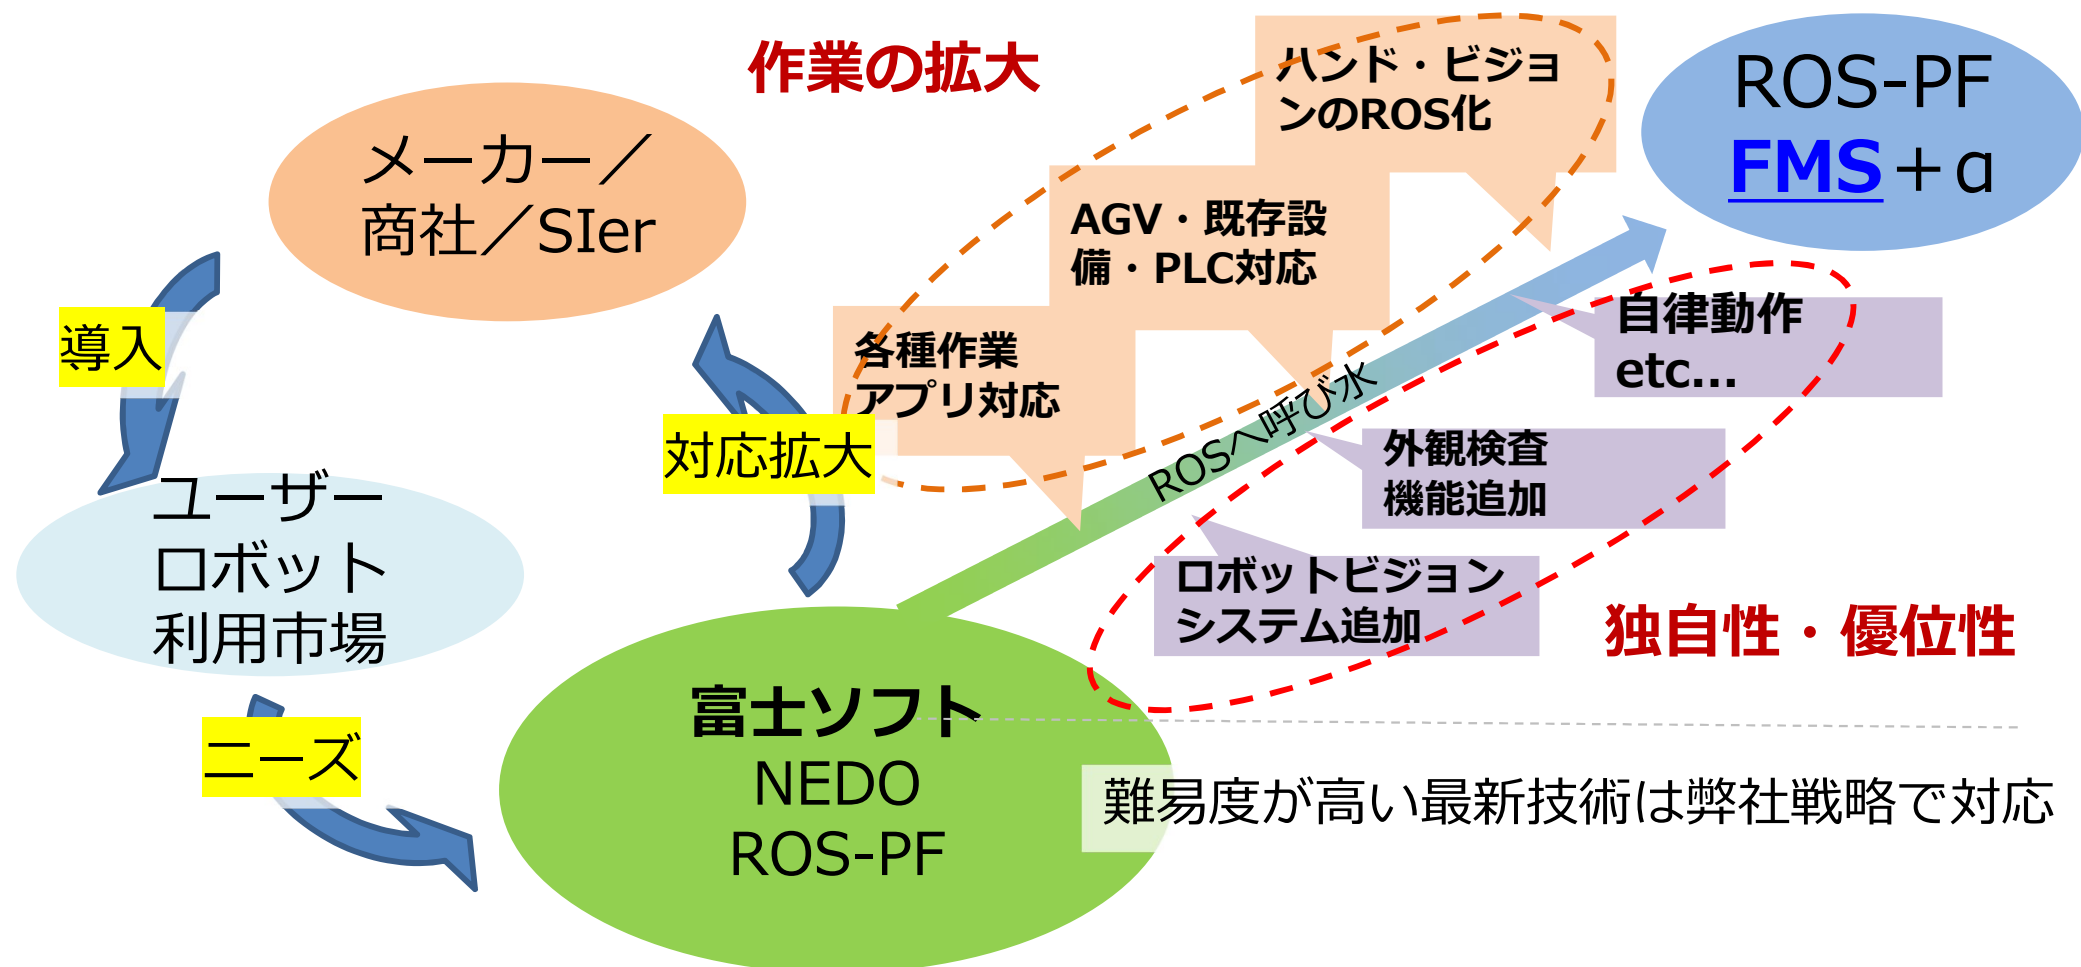 作業の拡大
ハンド・ビジョ
ンのROS化
ROS-PF
FMS＋α
メーカー／
商社／SIer
AGV・既存設
備・PLC対応
導入
各種作業
アプリ対応
自律動作
etc…
対応拡大
ROSへ呼び水
外観検査
機能追加
ユーザー
ロボット
利用市場
ロボットビジョン
システム追加
独自性・優位性
ニーズ
富士ソフト
NEDO
ROS-PF
難易度が高い最新技術は弊社戦略で対応